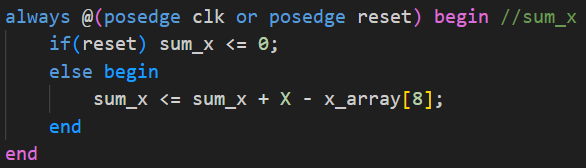 always @(posedge clk or posedge reset) begin //sum_x
if(reset) sum_x <= 0;
else begin
sum_x <= sum_x + X - x_array[8];
end
end